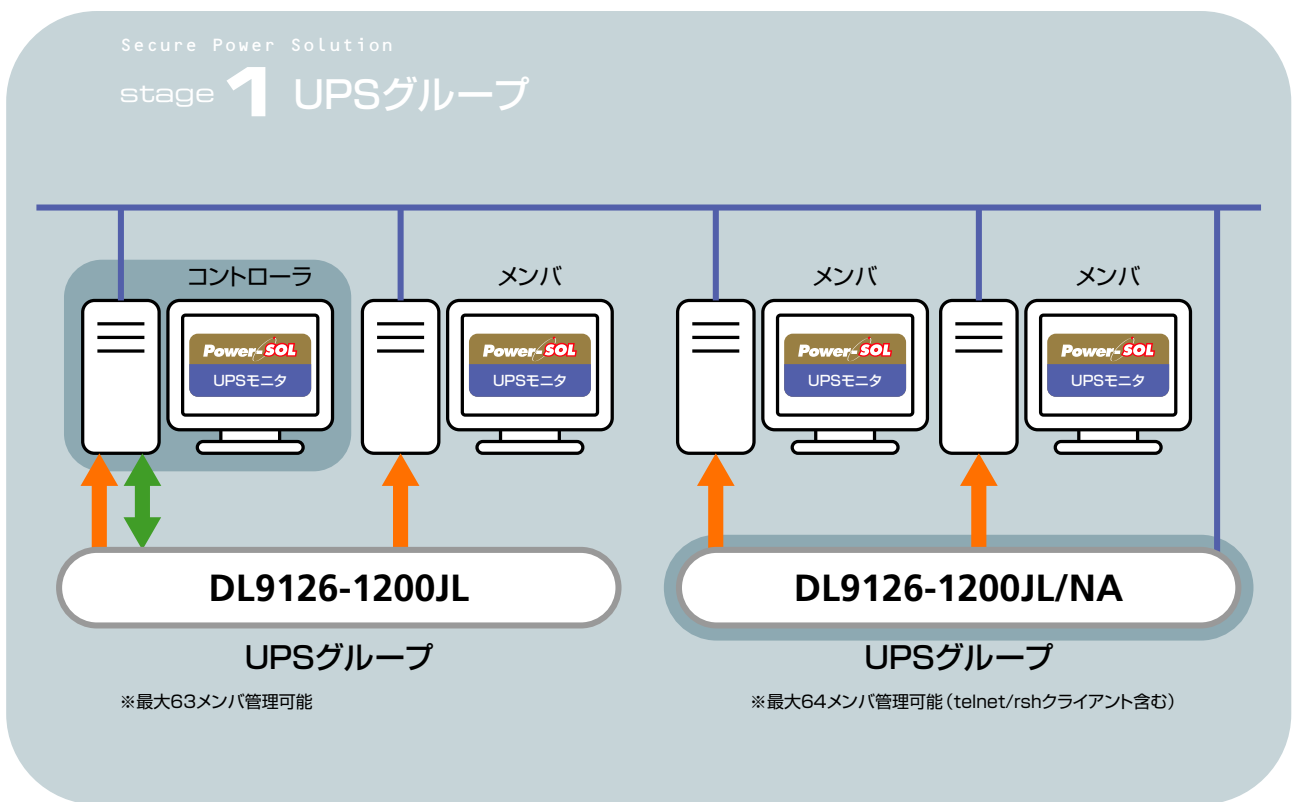 Secure Power Solution
stage 1 UPSグループ
コントローラ
メンバ
メンバ
メンバ
Power-SOL
UPSモニタ
Power-SOL
UPSモニタ
Power-SOL
UPSモニタ
Power-SOL
UPSモニタ
DL9126-1200JL
DL9126-1200JL/NA
UPSグループ
UPSグループ
※最大63メンバ管理可能
※最大64メンバ管理可能(telnet/rshクライアント含む)